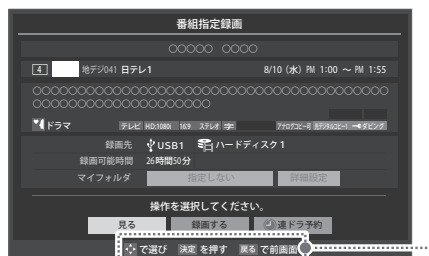 番組指定録画
○○○○○ ○○○○
4 地デジ041 日テレ1 8/10 (水) PM 1:00 ～ PM 1:55
○○○○○○○○○○○○○○○○○○○○○○○○○○○○○○○○○○○○○○
○○○○○○○○○○○○○○○○○○○
ドラマ テレビ HD:1080i 16:9 ステレオ 字 アナログコピー可 光デジタルコピー1 ダビング
録画先 USB1 ハードディスク1
録画可能時間 26時間50分
マイフォルダ 指定しない 詳細設定
操作を選択してください。
見る 録画する 連ドラ予約
で選び 決定 を押す 戻る で前画面